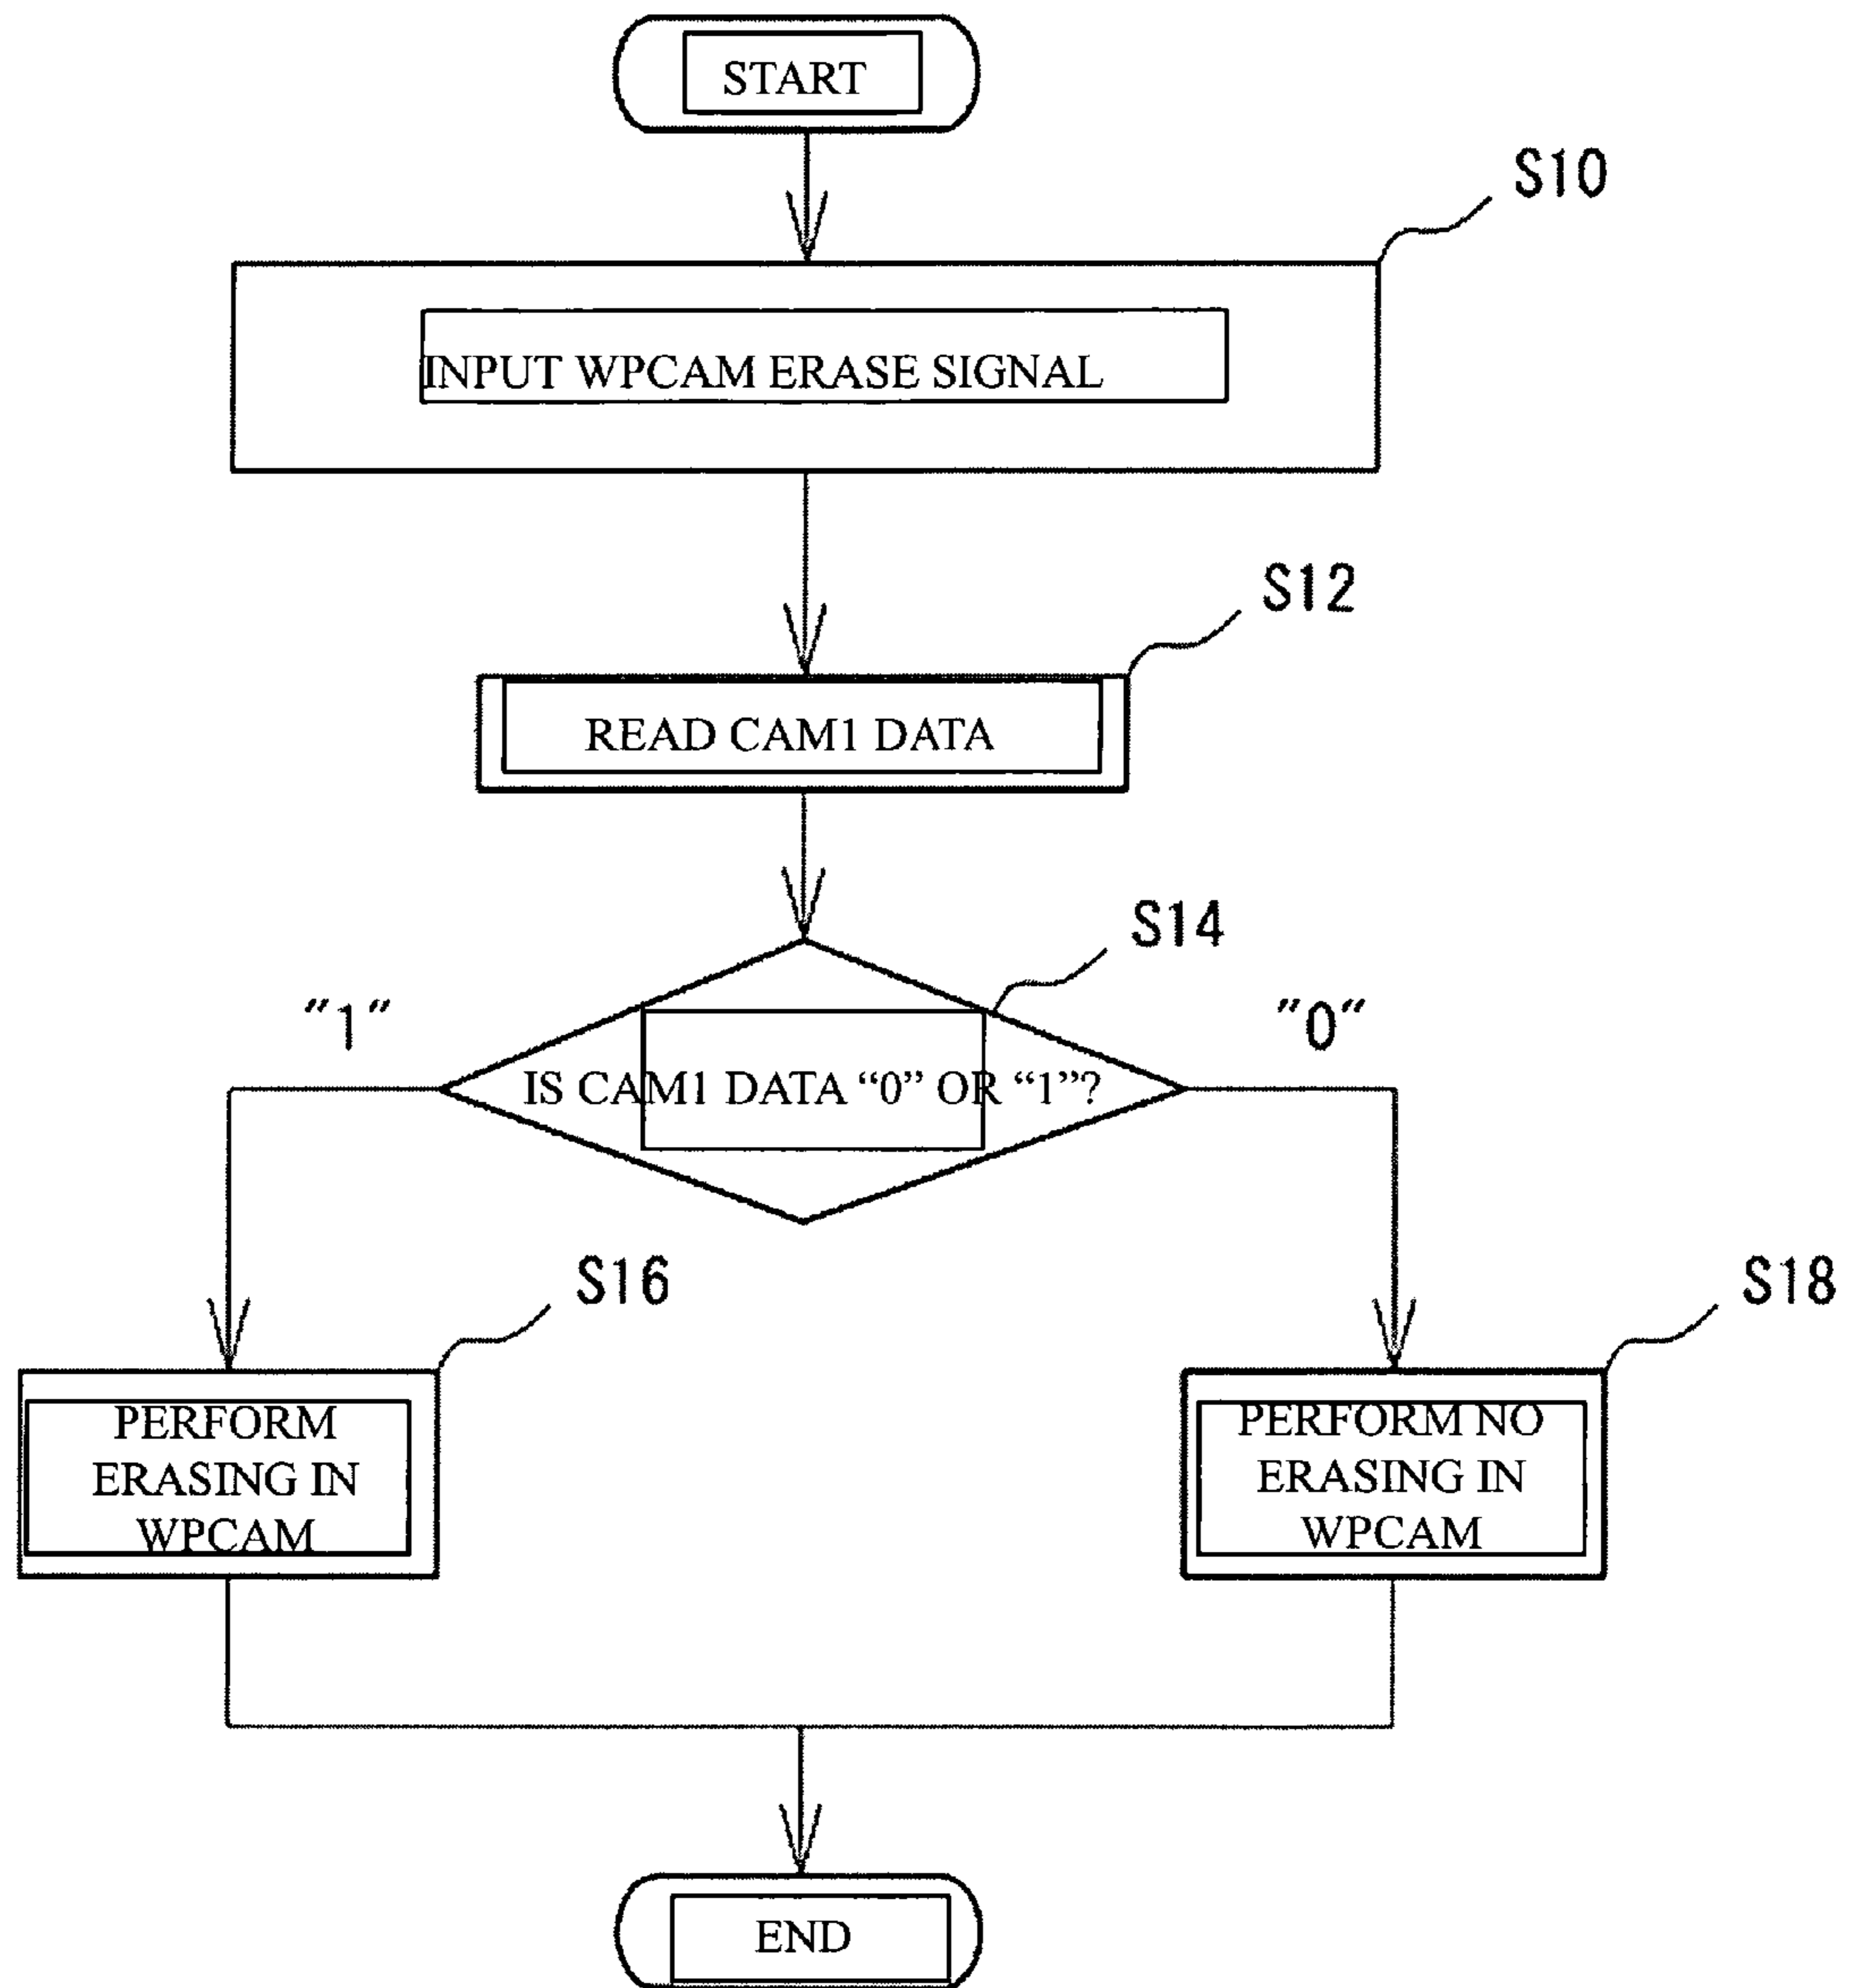 START
S10
INPUT WPCAM ERASE SIGNAL
S12
READ CAM1 DATA
S14
"1"
"0"
IS CAM1 DATA “0” OR “1”?
S16
S18
PERFORM
ERASING IN
WPCAM
PERFORM NO
ERASING IN
WPCAM
END